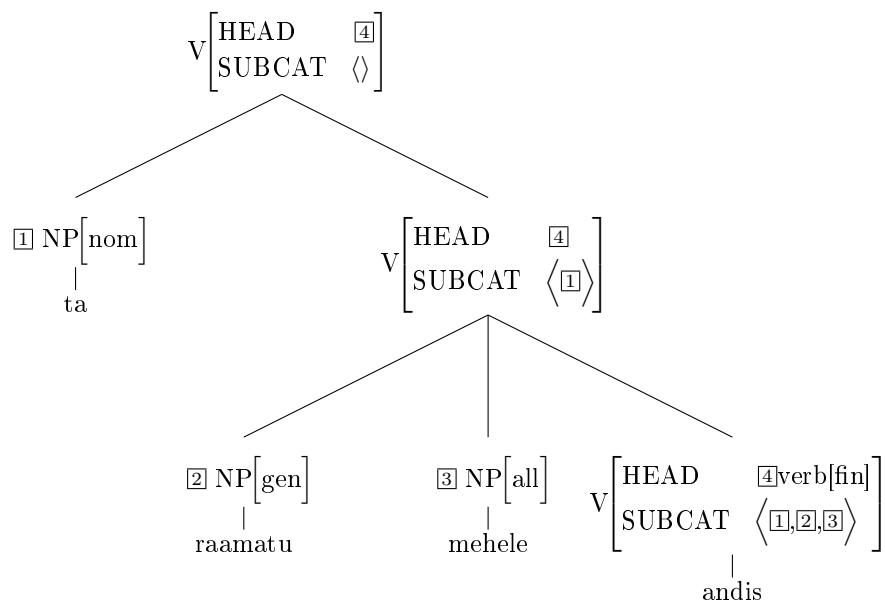 V[HEAD 4
SUBCAT ⟨⟩]
1 NP[nom]
ta
V[HEAD 4
SUBCAT ⟨1⟩]
2 NP[gen]
raamatu
3 NP[all]
mehele
V[HEAD 4verb[fin]
SUBCAT ⟨1,2,3⟩]
andis